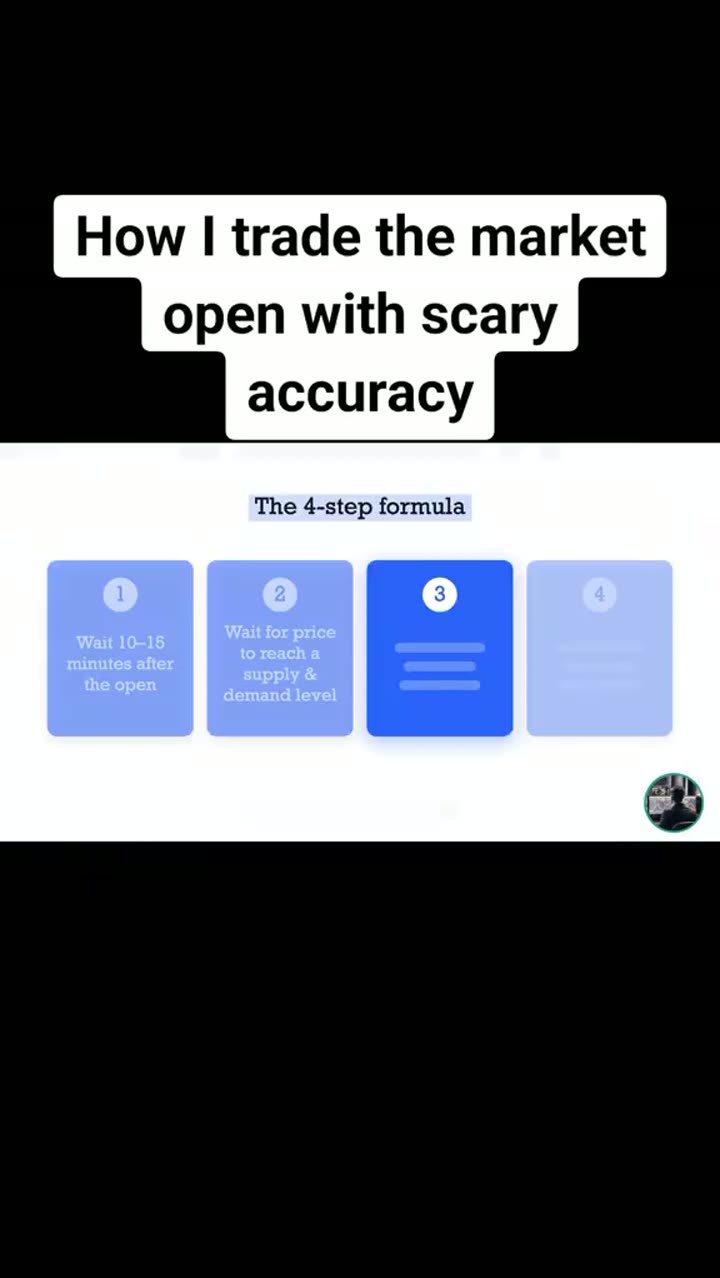 How I trade the market
open with scary
accuracy
The 4-step formula
1
Wait 10–15
minutes after
the open
2
Wait for price
to reach a
supply &
demand level
3
4